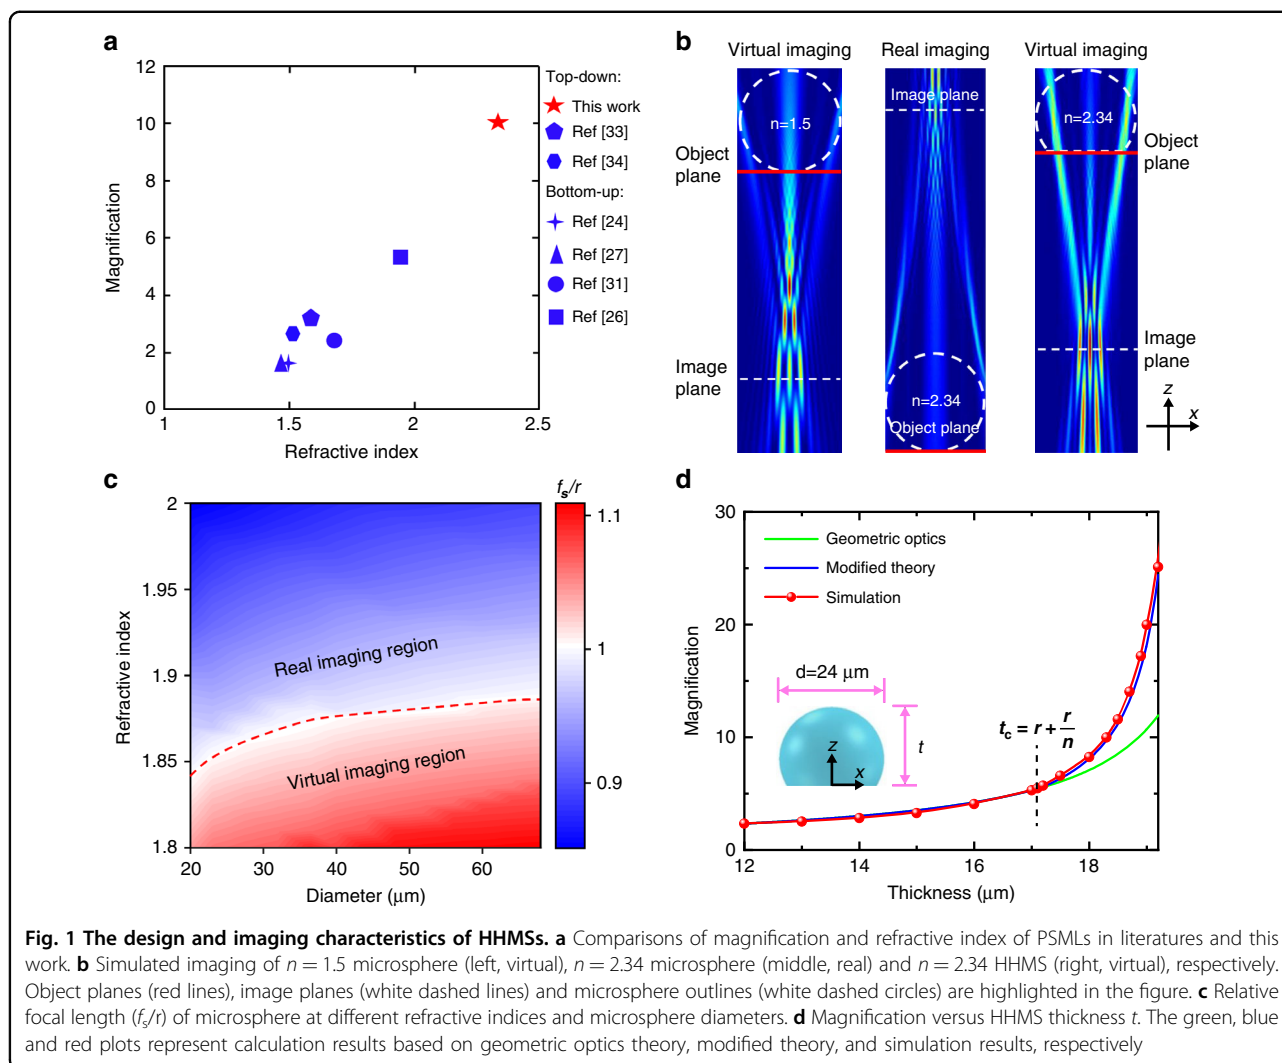 a
12
10
8
6
4
2
0
Magnification
1
1.5
2
2.5
Refractive index
Top-down:
This work
Ref [33]
Ref [34]
Bottom-up:
Ref [24]
Ref [27]
Ref [31]
Ref [26]
b
Virtual imaging
Real imaging
Virtual imaging
n=1.5
Image plane
n=2.34
Object
plane
Object
plane
Image
plane
Image
plane
n=2.34
Object plane
z
x
c
2
1.95
1.9
1.85
1.8
Refractive index
Real imaging region
Virtual imaging region
20
30
40
50
60
Diameter (μm)
fs/r
1.1
1
0.9
d
30
20
10
0
Magnification
Geometric optics
Modified theory
Simulation
d=24 μm
z
x
t
tc = r + r/n
12
14
16
18
Thickness (μm)
Fig. 1 The design and imaging characteristics of HHMSs. a Comparisons of magnification and refractive index of PSMLs in literatures and this
work. b Simulated imaging of n = 1.5 microsphere (left, virtual), n = 2.34 microsphere (middle, real) and n = 2.34 HHMS (right, virtual), respectively.
Object planes (red lines), image planes (white dashed lines) and microsphere outlines (white dashed circles) are highlighted in the figure. c Relative
focal length (fs/r) of microsphere at different refractive indices and microsphere diameters. d Magnification versus HHMS thickness t. The green, blue
and red plots represent calculation results based on geometric optics theory, modified theory, and simulation results, respectively